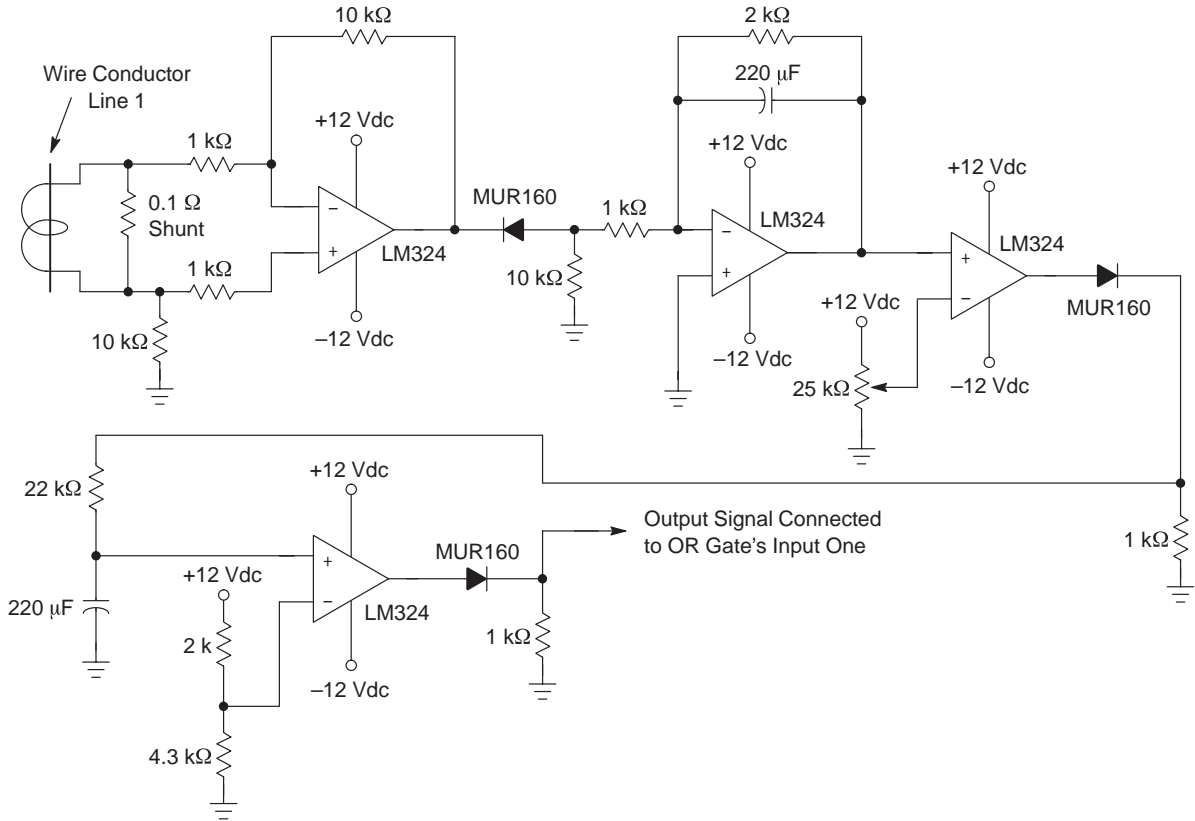 10 kΩ
2 kΩ
Wire Conductor
Line 1
220 μF
+12 Vdc
1 kΩ
+12 Vdc
+12 Vdc
0.1 Ω
Shunt
MUR160
1 kΩ
LM324
LM324
−
+
LM324
−
+
+
−
1 kΩ
10 kΩ
+12 Vdc
MUR160
10 kΩ
–12 Vdc
–12 Vdc
25 kΩ
–12 Vdc
22 kΩ
+12 Vdc
Output Signal Connected
to OR Gate's Input One
1 kΩ
MUR160
+12 Vdc
+
−
220 μF
LM324
2 k
1 kΩ
–12 Vdc
4.3 kΩ